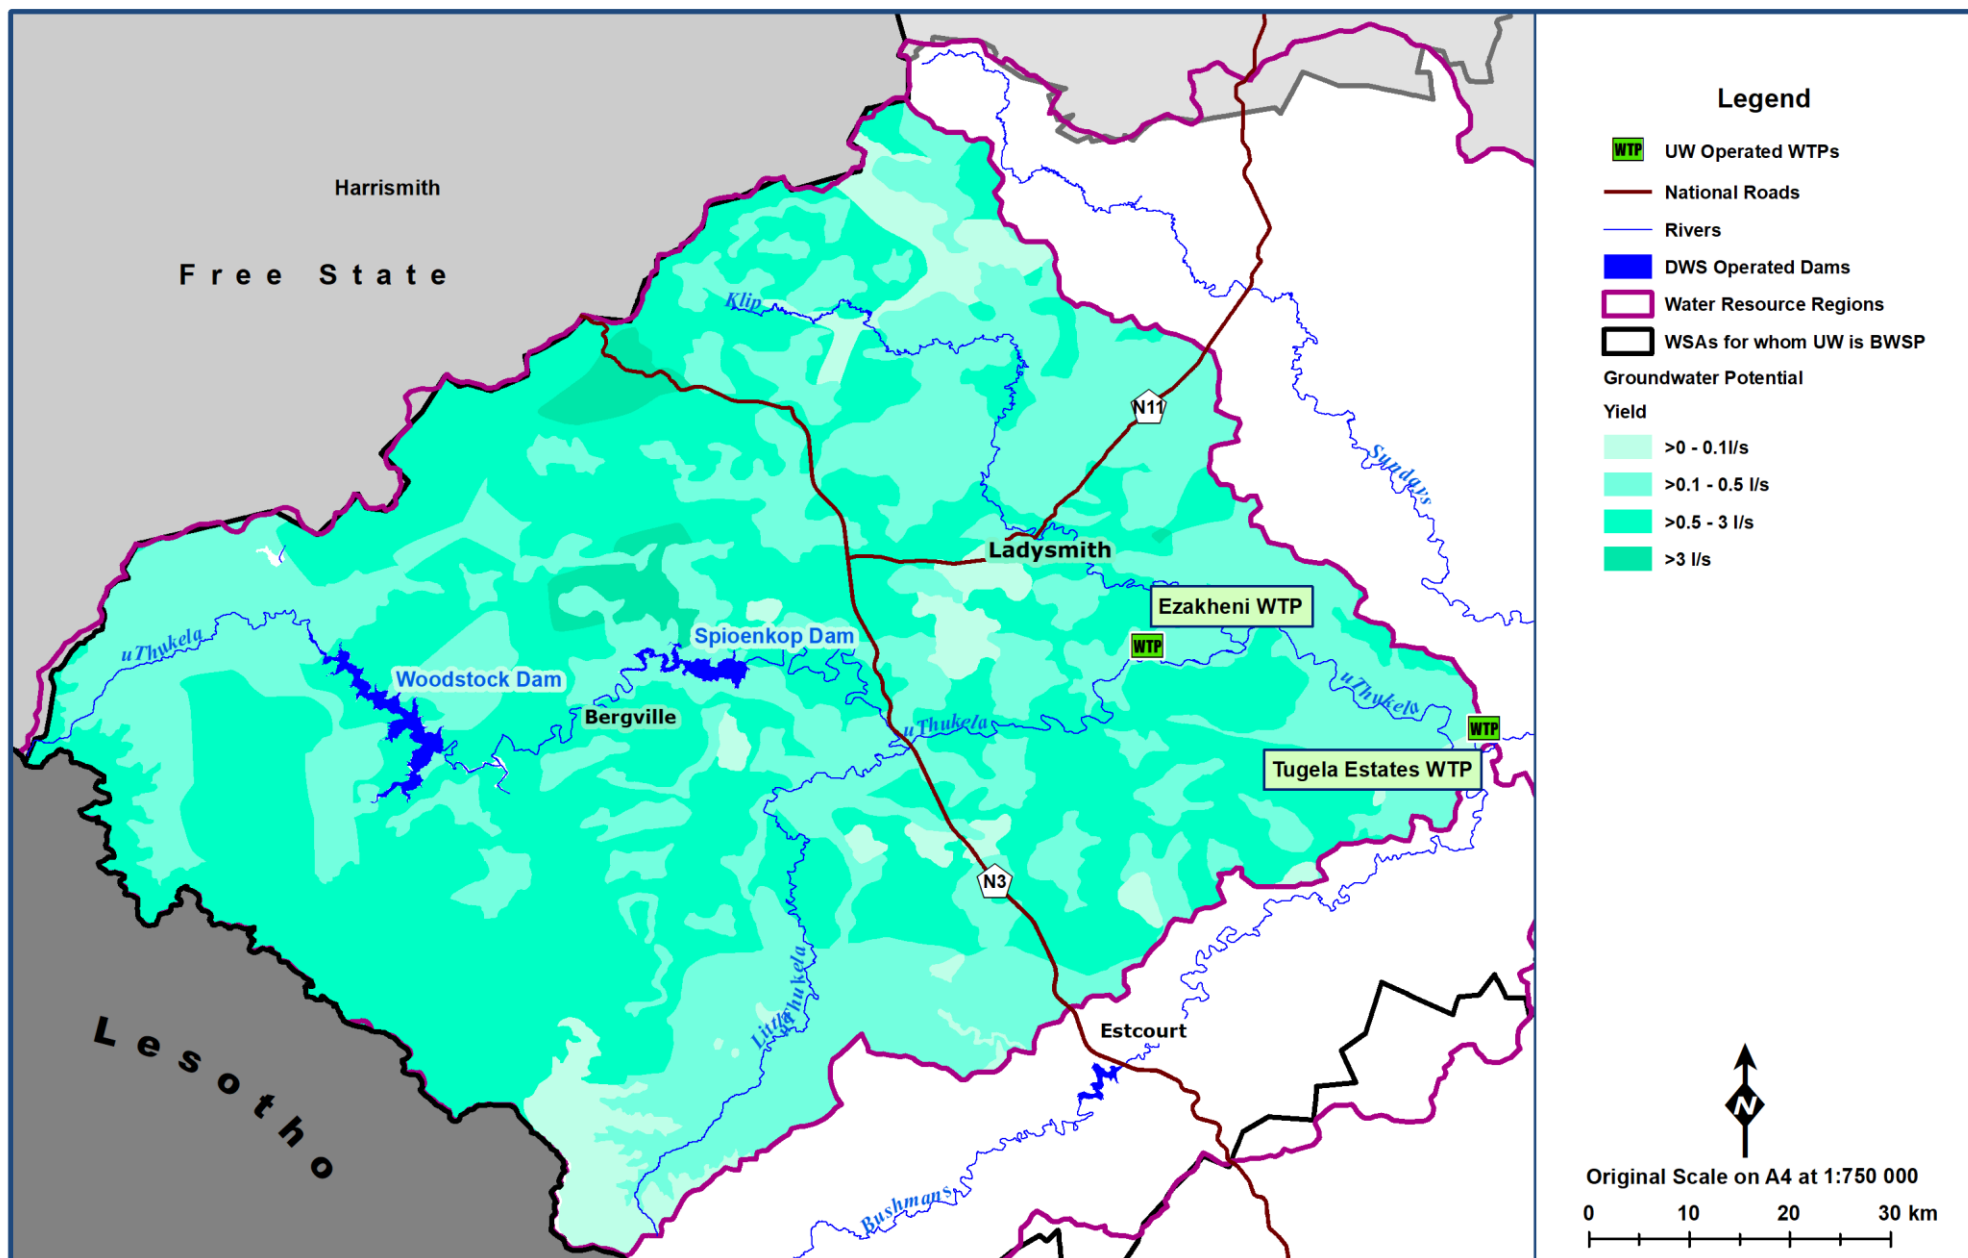 Harrismith
Free State
Klip
N11
Sundays
Ladysmith
Ezakheni WTP
WTP
uThukela
Spioenkop Dam
Woodstock Dam
Bergville
uThukela
uThukela
WTP
Tugela Estates WTP
N3
Little Thukela
Estcourt
Lesotho
Bushmans
Legend
WTP UW Operated WTPs
National Roads
Rivers
DWS Operated Dams
Water Resource Regions
WSAs for whom UW is BWSP
Groundwater Potential
Yield
>0 - 0.1l/s
>0.1 - 0.5 l/s
>0.5 - 3 l/s
>3 l/s
N
Original Scale on A4 at 1:750 000
0 10 20 30 km